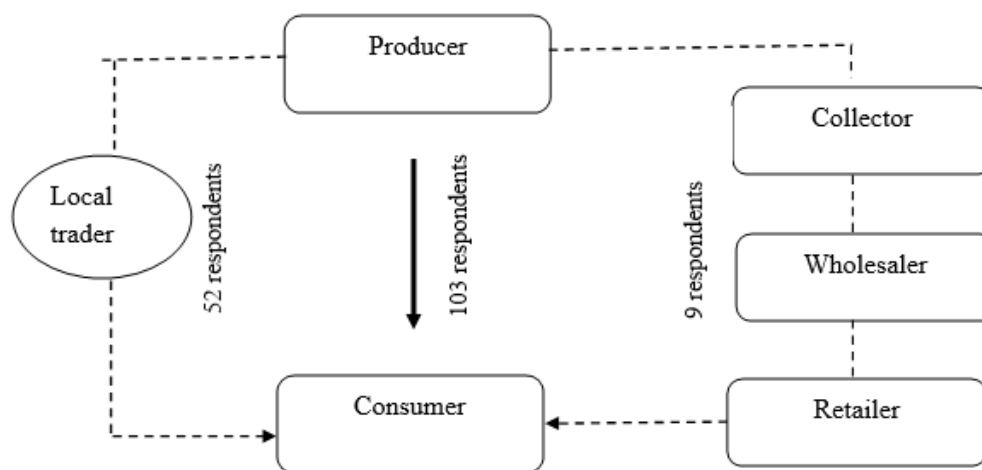 Producer
Collector
Local
trader
52 respondents
103 respondents
9 respondents
Wholesaler
Consumer
Retailer